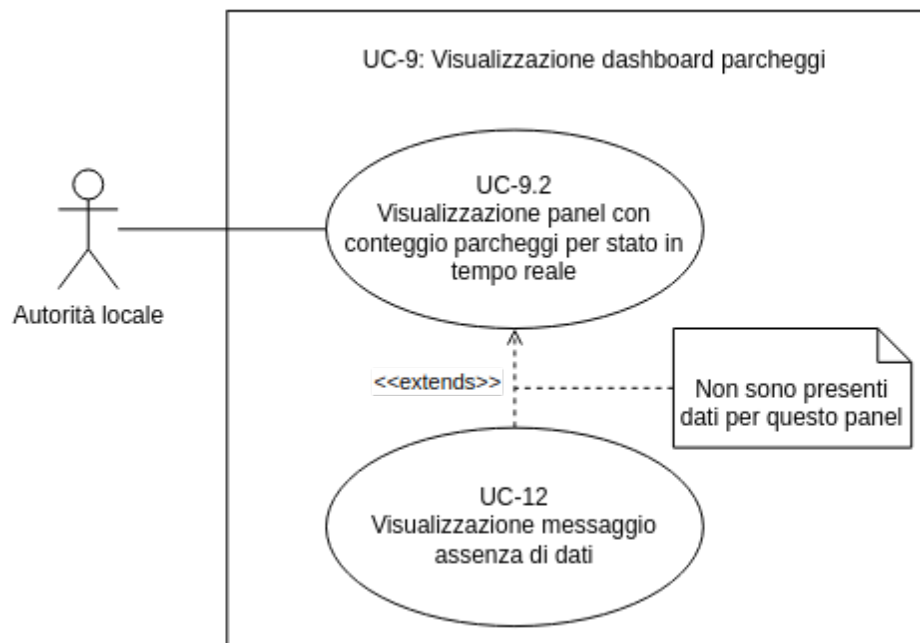 UC-9: Visualizzazione dashboard parcheggi
UC-9.2
Visualizzazione panel con
conteggio parcheggi per stato in
tempo reale
Autorità locale
<<extends>>
Non sono presenti
dati per questo panel
UC-12
Visualizzazione messaggio
assenza di dati